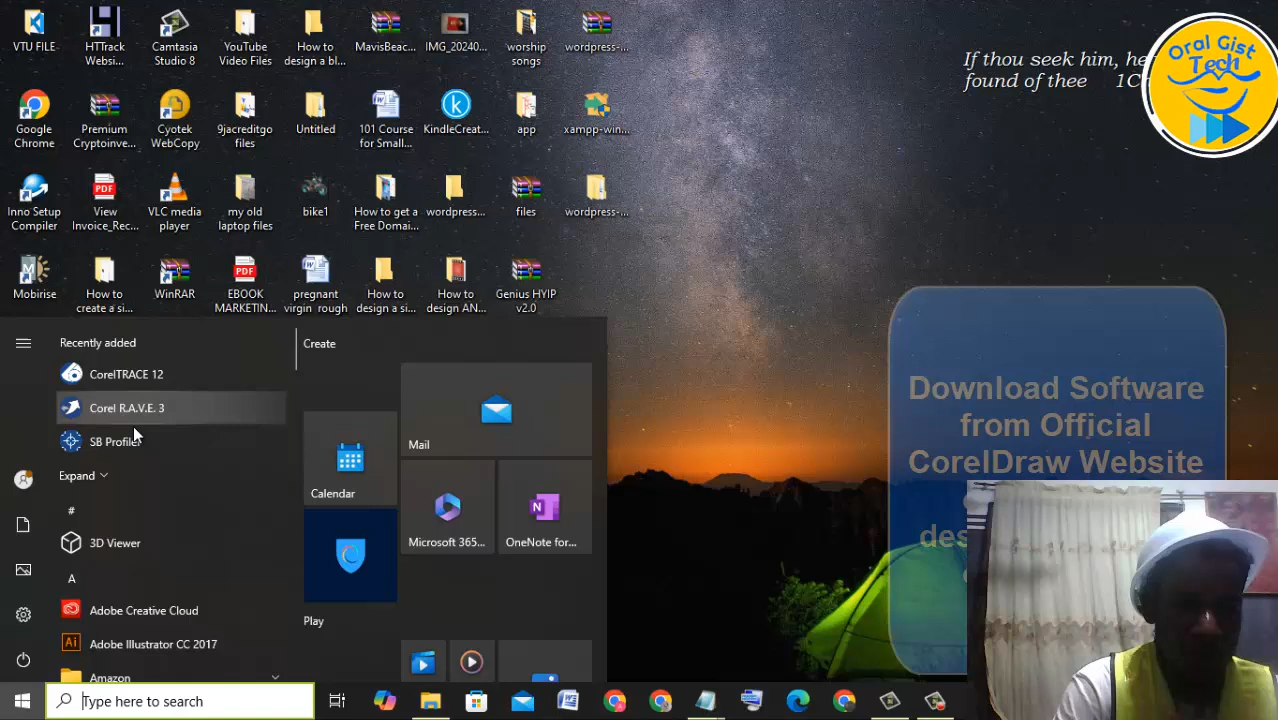 VTU FILE
HTTrack
Websi...
Camtasia
Studio 8
YouTube
Video Files
How to
design a bl...
MavisBeac...
IMG_20240...
worship
songs
wordpress-...
If thou seek him, he
found of thee 1C
Oral Gist
Tech
Google
Chrome
Premium
Cryptoinve...
Cyotek
WebCopy
9jacreditgo
files
Untitled
101 Course
for Small...
KindleCreat...
app
xampp-win...
Inno Setup
Compiler
View
Invoice_Rec...
VLC media
player
my old
laptop files
bike1
How to get a
Free Domai...
wordpress...
files
wordpress-...
Mobirise
How to
create a si...
WinRAR
EBOOK
MARKETIN...
pregnant
virgin rough
How to
design a si...
How to
design AN...
Genius HYIP
v2.0
Recently added
CorelTRACE 12
Corel R.A.V.E. 3
SB Profiler
Expand
#
3D Viewer
A
Adobe Creative Cloud
Adobe Illustrator CC 2017
Amazon
Create
Mail
Calendar
Microsoft 365...
OneNote for...
Play
Download Software
from Official
CorelDraw Website
des
Type here to search